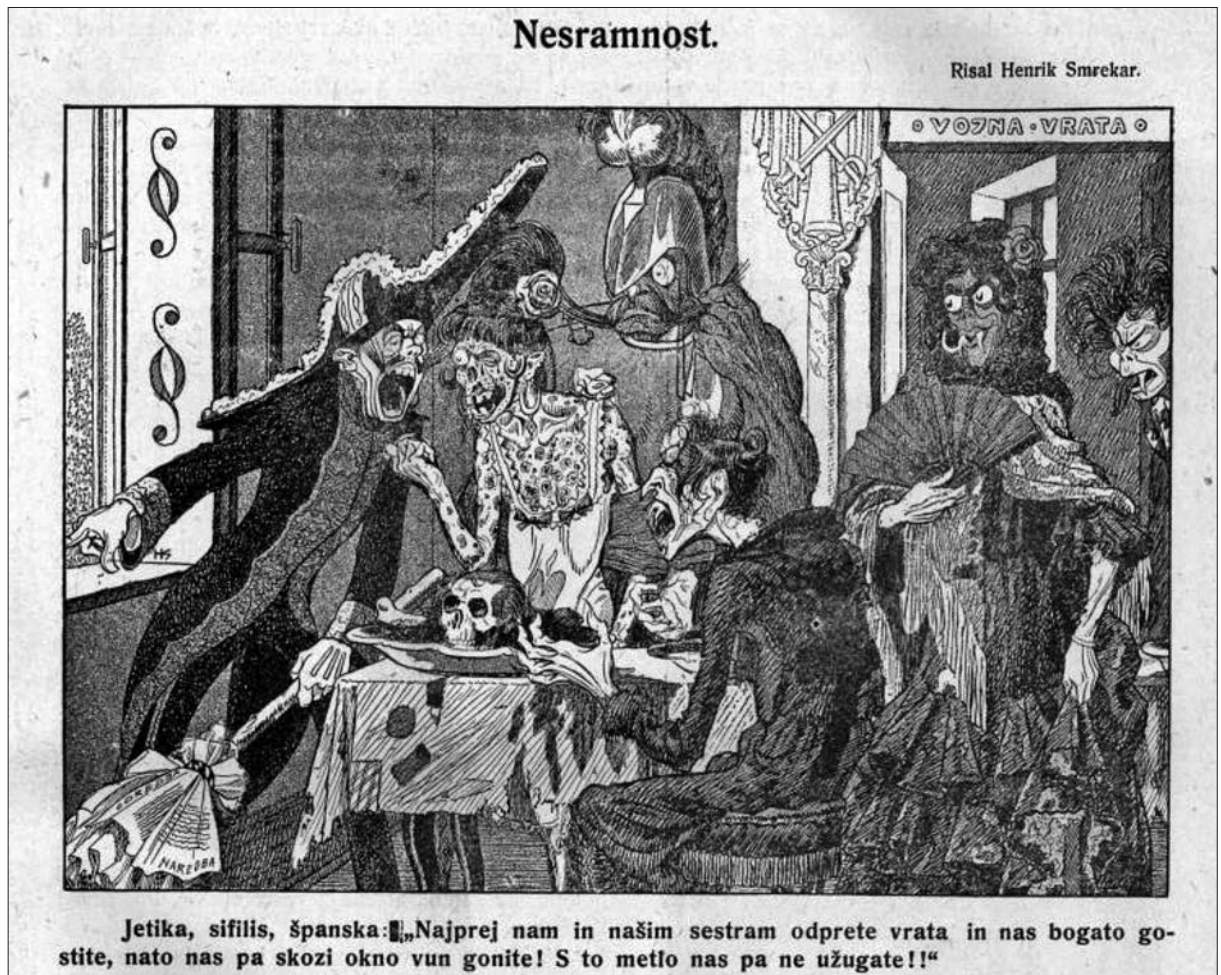 Nesramnost.
Risal Henrik Smrekar.
VOJNA VRATA
HS
NAREDBA
Jetika, sifilis, španska: „Najprej nam in našim sestram odprete vrata in nas bogato go-
stite, nato nas pa skozi okno vun gonite! S to metlo nas pa ne užugate!!“